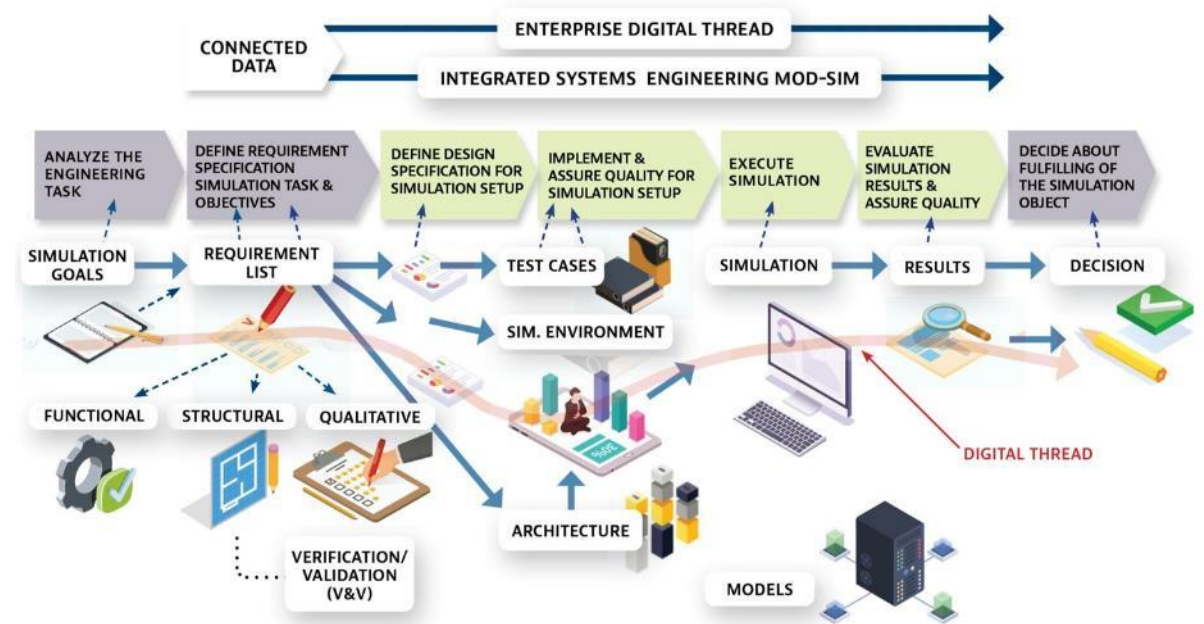 CONNECTED
DATA
ENTERPRISE DIGITAL THREAD
INTEGRATED SYSTEMS ENGINEERING MOD-SIM
ANALYZE THE
ENGINEERING
TASK
DEFINE REQUIREMENT
SPECIFICATION
SIMULATION TASK &
OBJECTIVES
DEFINE DESIGN
SPECIFICATION FOR
SIMULATION SETUP
IMPLEMENT &
ASSURE QUALITY FOR
SIMULATION SETUP
EXECUTE
SIMULATION
EVALUATE
SIMULATION
RESULTS &
ASSURE QUALITY
DECIDE ABOUT
FULFILLING OF
THE SIMULATION
OBJECT
SIMULATION
GOALS
REQUIREMENT
LIST
TEST CASES
SIMULATION
RESULTS
DECISION
SIM. ENVIRONMENT
FUNCTIONAL
STRUCTURAL
QUALITATIVE
30%
DIGITAL THREAD
ARCHITECTURE
VERIFICATION/
VALIDATION
(V&V)
MODELS